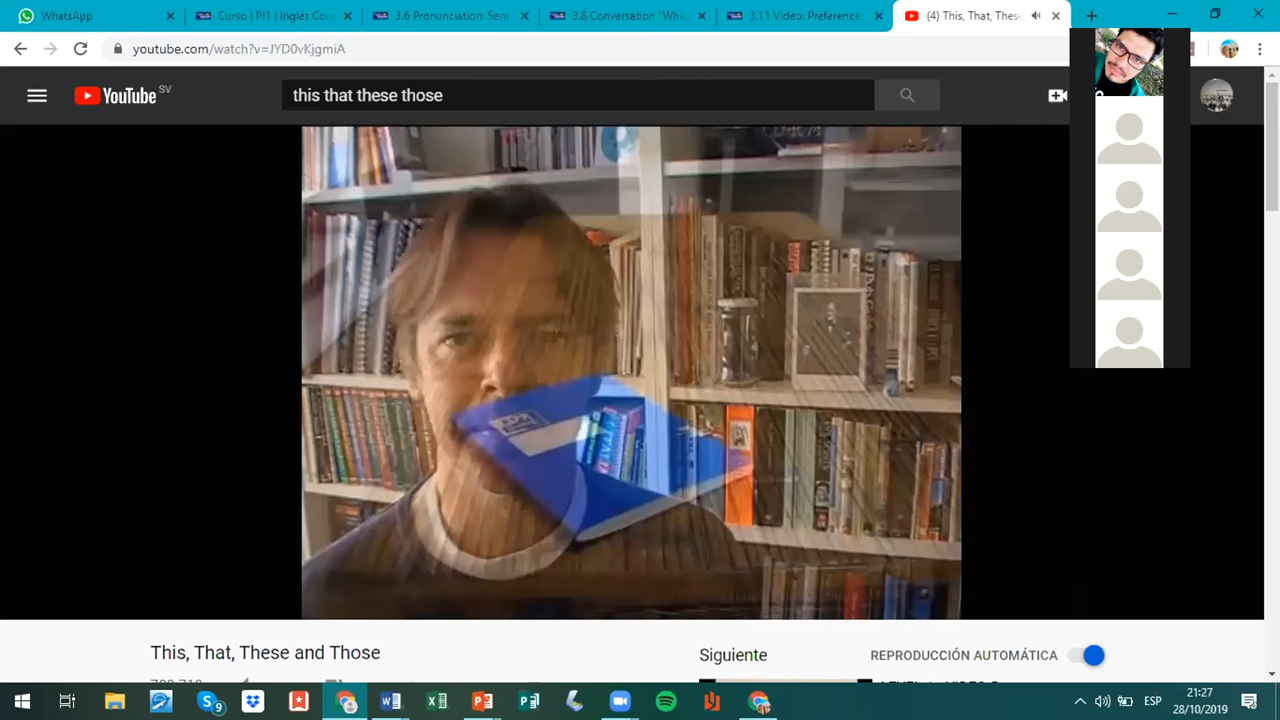 WhatsApp
Curso | PI1 | Inglés Cor
3.6 Pronunciation: Sen
3.8 Conversation "Whic
3.11 Video: Preference
(4) This, That, These
youtube.com/watch?v=JYD0vKjgmiA
YouTube SV
this that these those
This, That, These and Those
Siguiente
REPRODUCCIÓN AUTOMÁTICA
9
ESP
21:27
28/10/2019